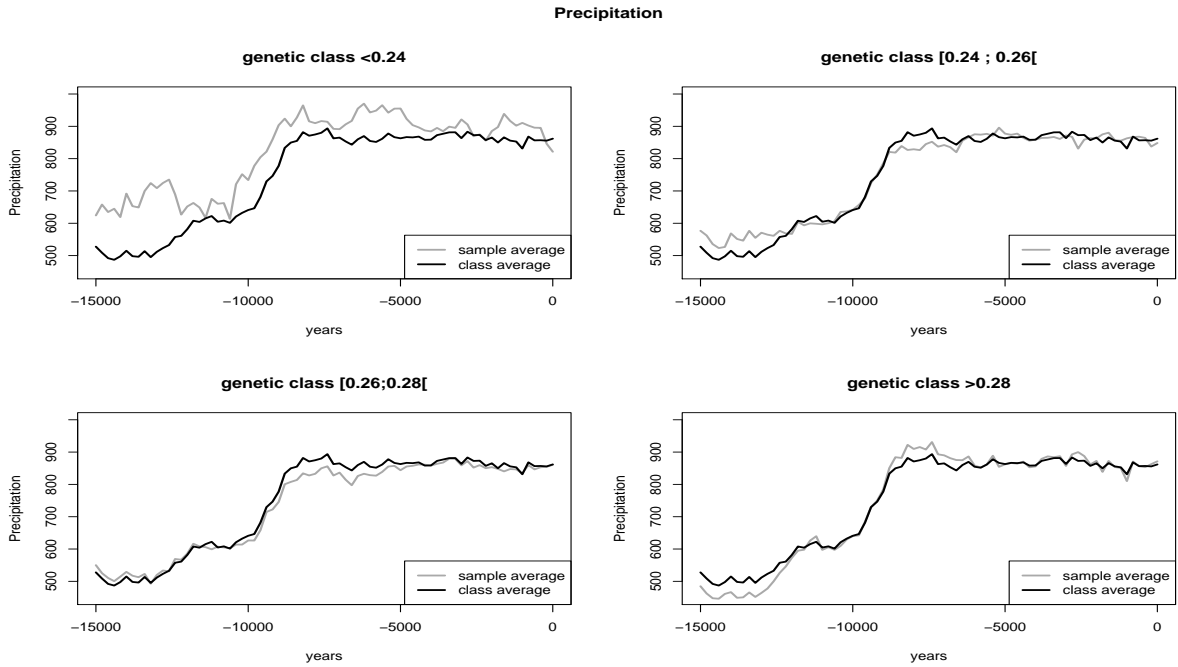 Precipitation
genetic class <0.24
Precipitation
900
800
700
600
500
sample average
class average
−15000 −10000 −5000 0
years
genetic class [0.24 ; 0.26[
Precipitation
900
800
700
600
500
sample average
class average
−15000 −10000 −5000 0
years
genetic class [0.26;0.28[
Precipitation
900
800
700
600
500
sample average
class average
−15000 −10000 −5000 0
years
genetic class >0.28
Precipitation
900
800
700
600
500
sample average
class average
−15000 −10000 −5000 0
years